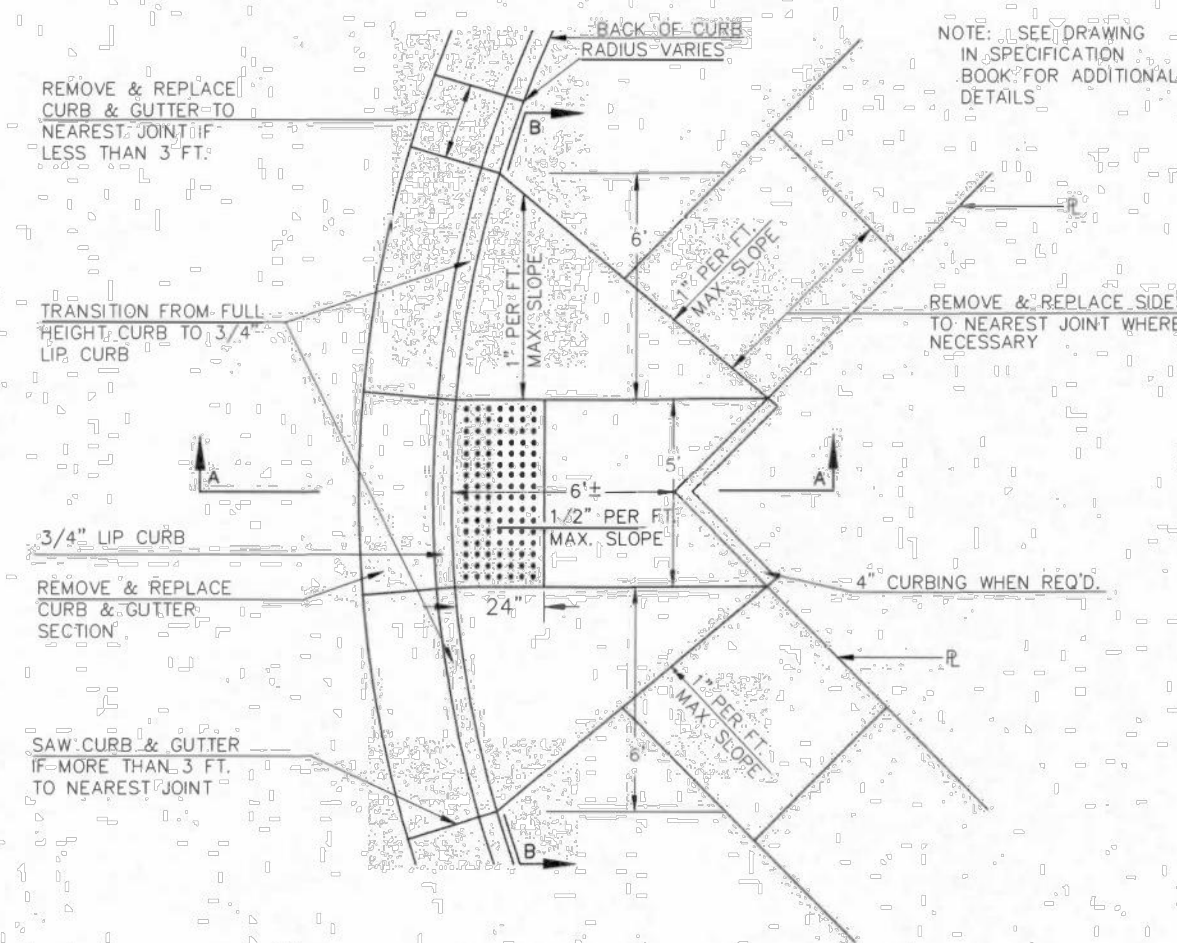 BACK OF CURB
RADIUS VARIES
NOTE: SEE DRAWING
IN SPECIFICATION
BOOK FOR ADDITIONAL
DETAILS
REMOVE & REPLACE
CURB & GUTTER TO
NEAREST JOINT IF
LESS THAN 3 FT.
B
6'
1" PER FT.
MAX. SLOPE
1" PER FT.
MAX. SLOPE
PL
TRANSITION FROM FULL
HEIGHT CURB TO 3/4"
LIP CURB
REMOVE & REPLACE SIDE
TO NEAREST JOINT WHERE
NECESSARY
A
A
5'
6'±
1/2" PER FT.
MAX. SLOPE
3/4" LIP CURB
REMOVE & REPLACE
CURB & GUTTER
SECTION
24"
4" CURBING WHEN REQ'D.
PL
1" PER FT.
MAX. SLOPE
6'
SAW CURB & GUTTER
IF MORE THAN 3 FT.
TO NEAREST JOINT
B